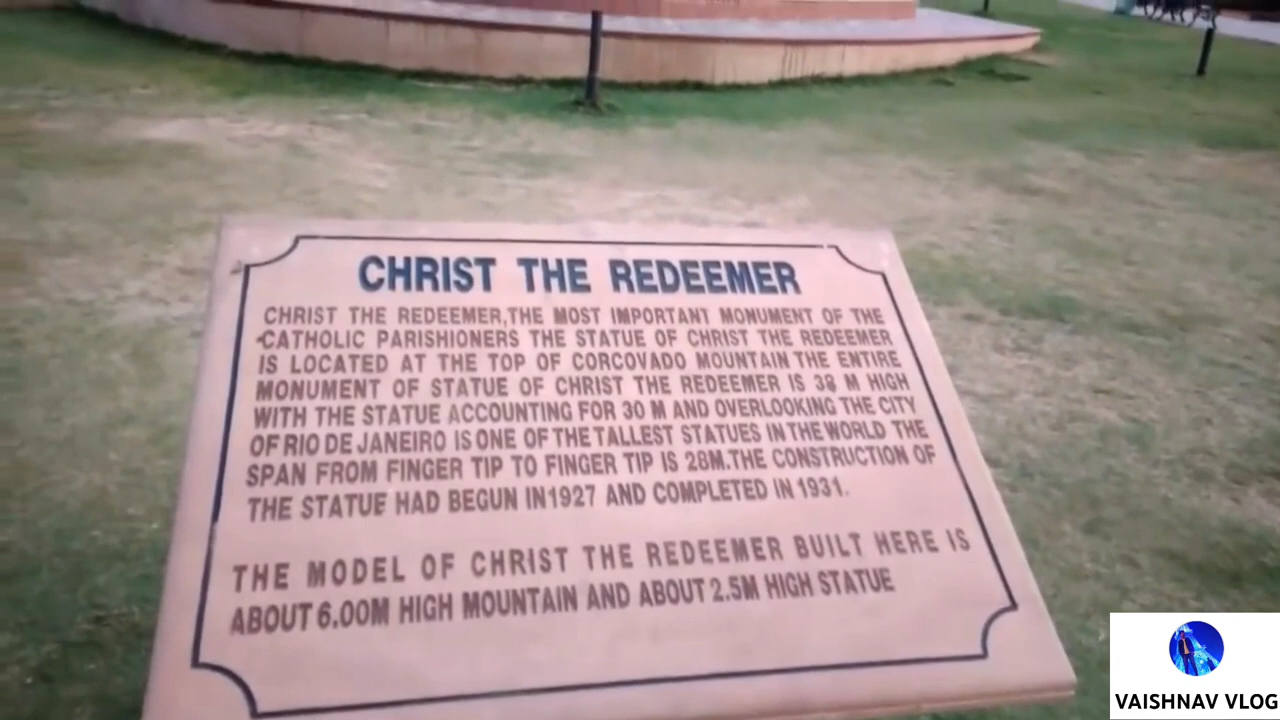 CHRIST THE REDEEMER
CHRIST THE REDEEMER,THE MOST IMPORTANT MONUMENT OF THE
CATHOLIC PARISHIONERS THE STATUE OF CHRIST THE REDEEMER
IS LOCATED AT THE TOP OF CORCOVADO MOUNTAIN THE ENTIRE
MONUMENT OF STATUE OF CHRIST THE REDEEMER IS 38 M HIGH
WITH THE STATUE ACCOUNTING FOR 30 M AND OVERLOOKING THE CITY
OF RIO DE JANEIRO IS ONE OF THE TALLEST STATUES IN THE WORLD THE
SPAN FROM FINGER TIP TO FINGER TIP IS 28M.THE CONSTRUCTION OF
THE STATUE HAD BEGUN IN 1927 AND COMPLETED IN 1931.
THE MODEL OF CHRIST THE REDEEMER BUILT HERE IS
ABOUT 6.00M HIGH MOUNTAIN AND ABOUT 2.5M HIGH STATUE
VAISHNAV VLOG